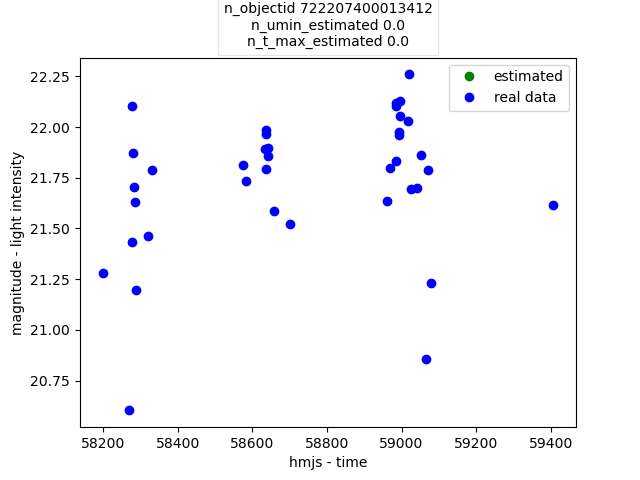 n_objectid 722207400013412
n_umin_estimated 0.0
n_t_max_estimated 0.0
estimated
real data
magnitude - light intensity
22.25
22.00
21.75
21.50
21.25
21.00
20.75
58200 58400 58600 58800 59000 59200 59400
hmjs - time